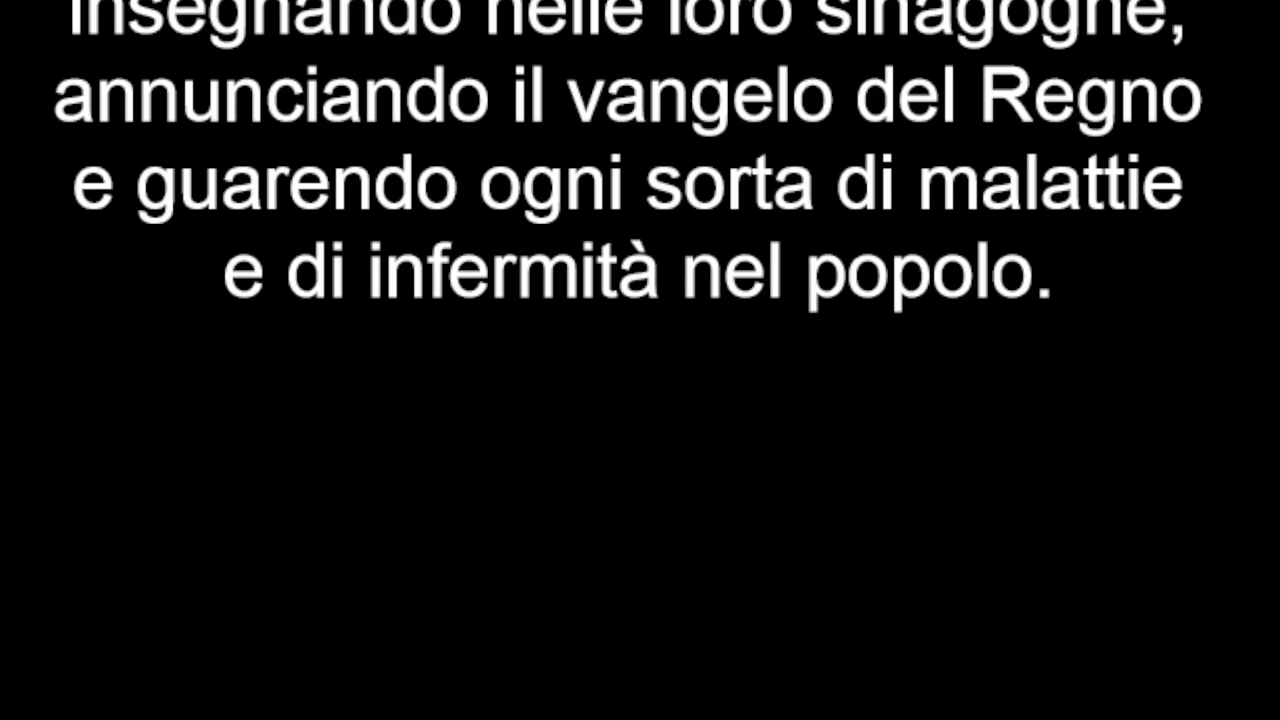 insegnando nelle loro sinagoghe,
annunciando il vangelo del Regno
e guarendo ogni sorta di malattie
e di infermità nel popolo.